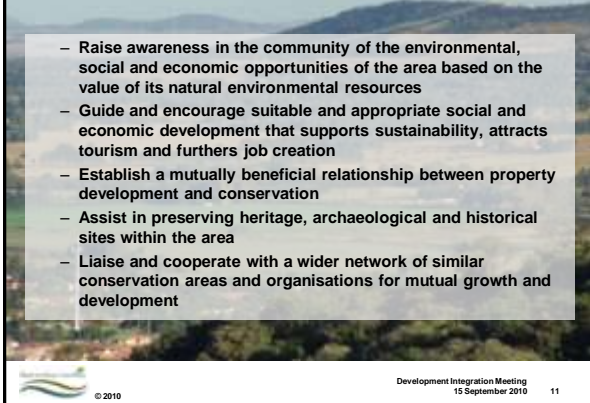 – Raise awareness in the community of the environmental,
social and economic opportunities of the area based on the
value of its natural environmental resources
– Guide and encourage suitable and appropriate social and
economic development that supports sustainability, attracts
tourism and furthers job creation
– Establish a mutually beneficial relationship between property
development and conservation
– Assist in preserving heritage, archaeological and historical
sites within the area
– Liaise and cooperate with a wider network of similar
conservation areas and organisations for mutual growth and
development
© 2010
Development Integration Meeting
15 September 2010 11